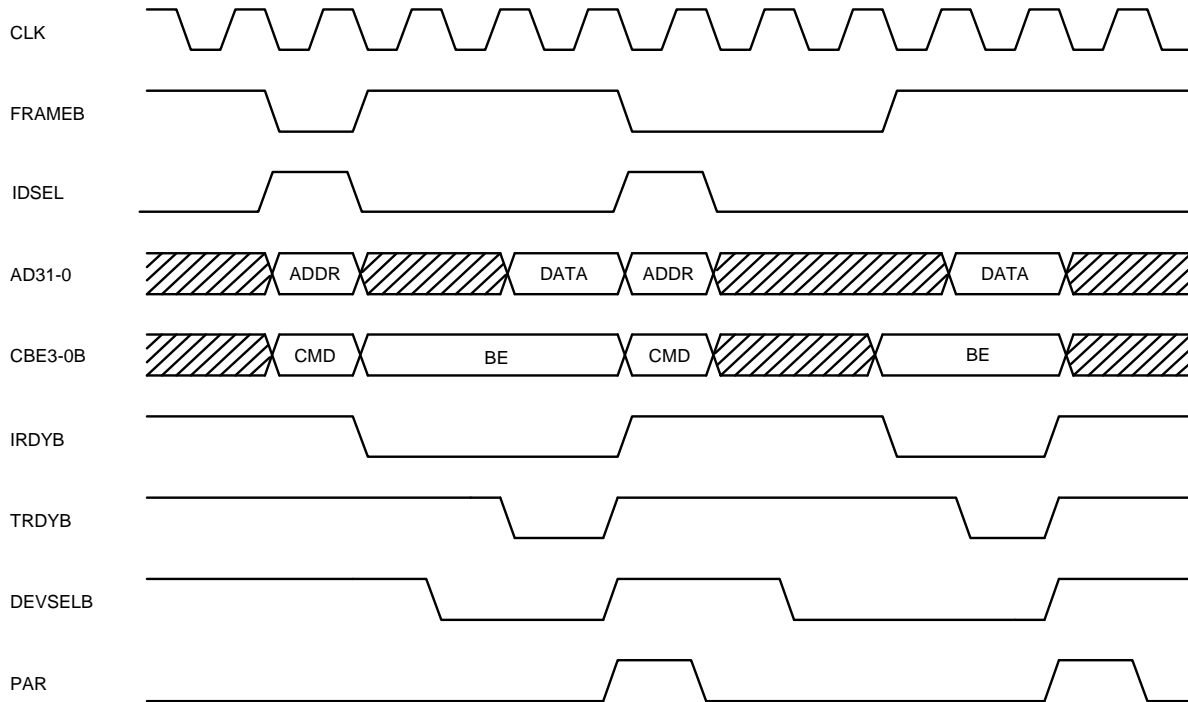 CLK
FRAMEB
IDSEL
AD31-0 ADDR DATA ADDR DATA
CBE3-0B CMD BE CMD BE
IRDYB
TRDYB
DEVSELB
PAR